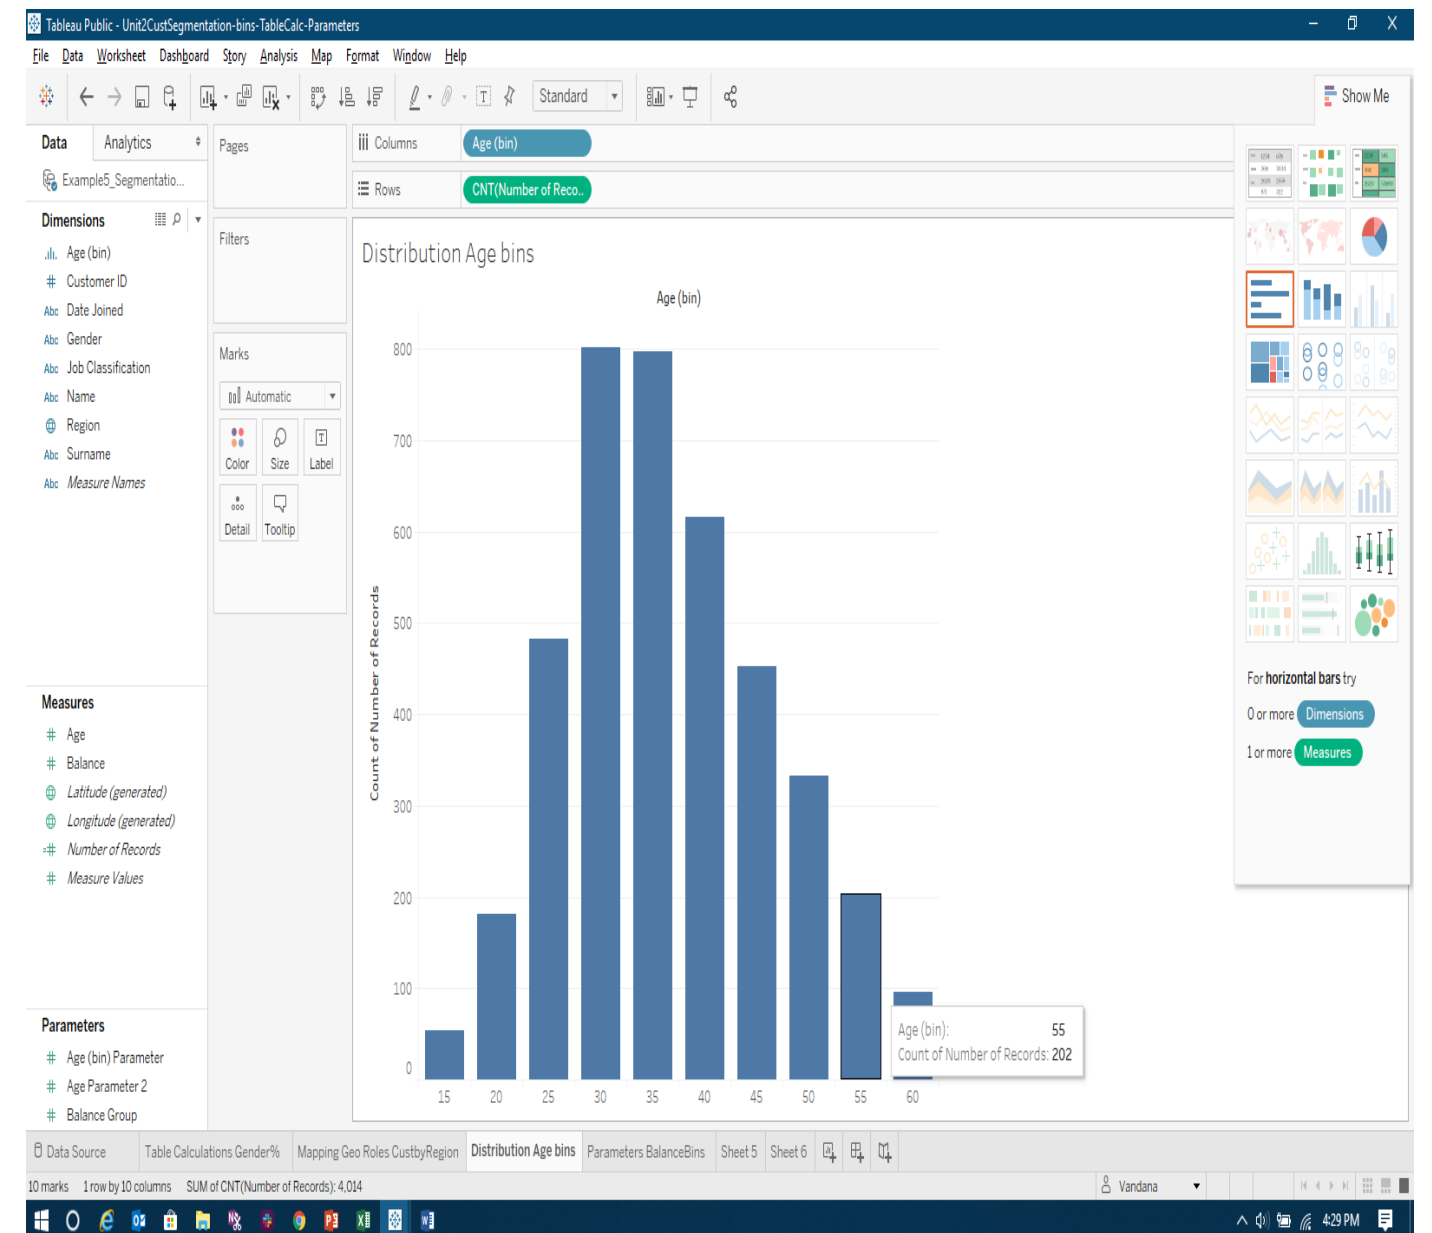 Tableau Public - Unit2CustSegmentation-bins-TableCalc-Parameters
File Data Worksheet Dashboard Story Analysis Map Format Window Help
Standard
Show Me
Data Analytics
Example5_Segmentatio...
Dimensions
Age (bin)
# Customer ID
Abc Date Joined
Abc Gender
Abc Job Classification
Abc Name
Region
Abc Surname
Abc Measure Names
Measures
# Age
# Balance
Latitude (generated)
Longitude (generated)
=# Number of Records
# Measure Values
Parameters
# Age (bin) Parameter
# Age Parameter 2
# Balance Group
Pages
Filters
Marks
Automatic
Color Size Label
Detail Tooltip
Columns Age (bin)
Rows CNT(Number of Reco..
Distribution Age bins
Age (bin)
Count of Number of Records
800
700
600
500
400
300
200
100
0
15 20 25 30 35 40 45 50 55 60
Age (bin): 55
Count of Number of Records: 202
For horizontal bars try
0 or more Dimensions
1 or more Measures
Data Source Table Calculations Gender% Mapping Geo Roles CustbyRegion Distribution Age bins Parameters BalanceBins Sheet 5 Sheet 6
10 marks 1 row by 10 columns SUM of CNT(Number of Records): 4,014
Vandana
4:29 PM